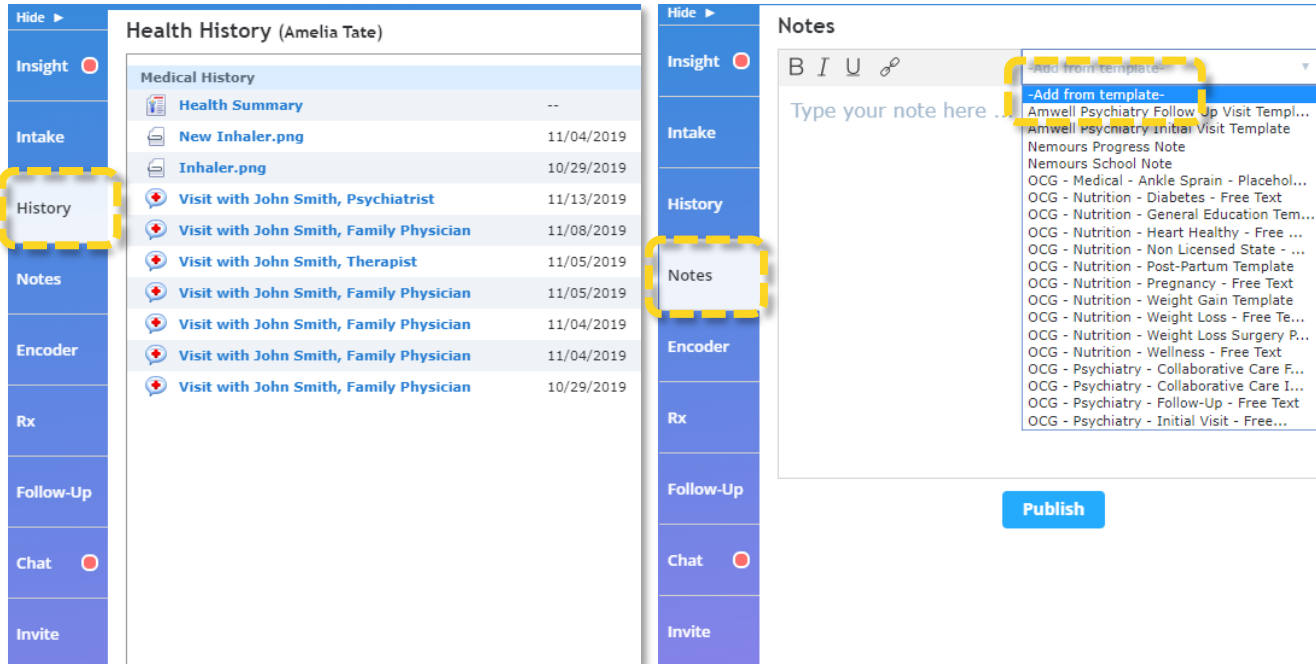 Hide ►
Insight
Intake
History
Notes
Encoder
Rx
Follow-Up
Chat
Invite
Health History (Amelia Tate)
Medical History
Health Summary --
New Inhaler.png 11/04/2019
Inhaler.png 10/29/2019
Visit with John Smith, Psychiatrist 11/13/2019
Visit with John Smith, Family Physician 11/08/2019
Visit with John Smith, Therapist 11/05/2019
Visit with John Smith, Family Physician 11/05/2019
Visit with John Smith, Family Physician 11/04/2019
Visit with John Smith, Family Physician 11/04/2019
Visit with John Smith, Family Physician 10/29/2019
Hide ►
Insight
Intake
History
Notes
Encoder
Rx
Follow-Up
Chat
Invite
Notes
B I U
-Add from template-
Type your note here ...
-Add from template-
Amwell Psychiatry Follow Up Visit Templ...
Amwell Psychiatry Initial Visit Template
Nemours Progress Note
Nemours School Note
OCG - Medical - Ankle Sprain - Placehol...
OCG - Nutrition - Diabetes - Free Text
OCG - Nutrition - General Education Tem...
OCG - Nutrition - Heart Healthy - Free ...
OCG - Nutrition - Non Licensed State - ...
OCG - Nutrition - Post-Partum Template
OCG - Nutrition - Pregnancy - Free Text
OCG - Nutrition - Weight Gain Template
OCG - Nutrition - Weight Loss - Free Te...
OCG - Nutrition - Weight Loss Surgery P...
OCG - Nutrition - Wellness - Free Text
OCG - Psychiatry - Collaborative Care F...
OCG - Psychiatry - Collaborative Care I...
OCG - Psychiatry - Follow-Up - Free Text
OCG - Psychiatry - Initial Visit - Free...
Publish